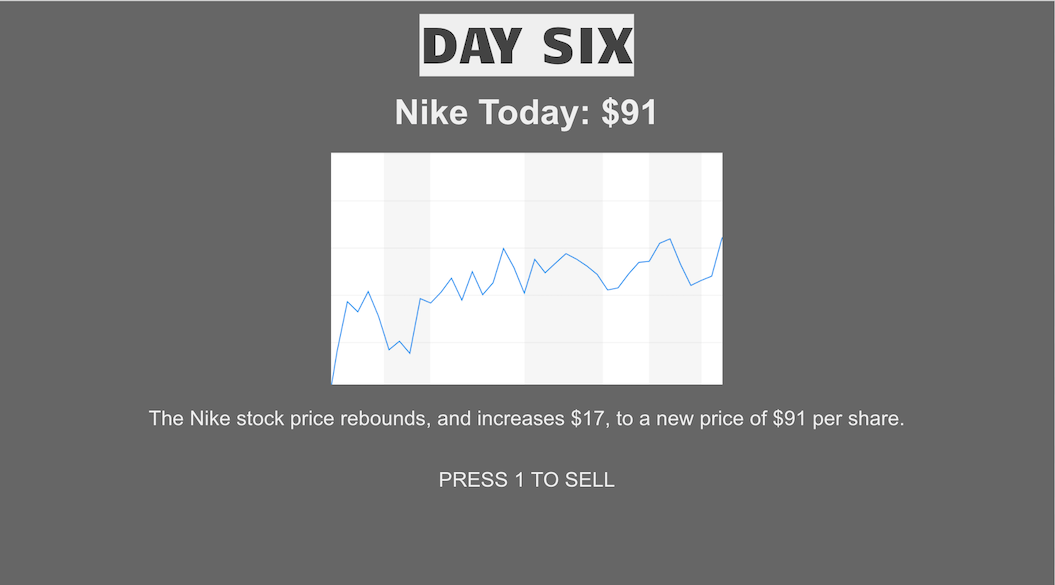 DAY SIX
Nike Today: $91
The Nike stock price rebounds, and increases $17, to a new price of $91 per share.
PRESS 1 TO SELL